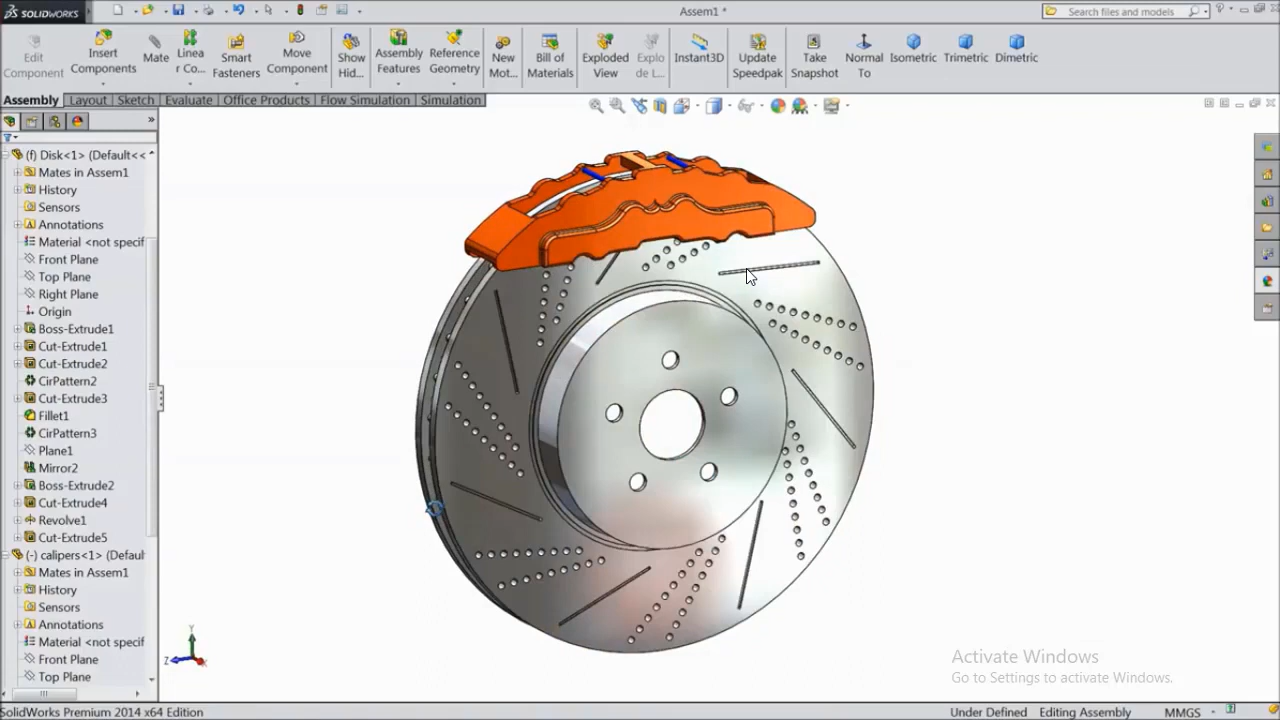 SOLIDWORKS
Assem1 *
Search files and models
Edit Component
Insert Components
Mate
Linea r Co...
Smart Fasteners
Move Component
Show Hid...
Assembly Features
Reference Geometry
New Mot...
Bill of Materials
Exploded View
Explo de L...
Instant3D
Update Speedpak
Take Snapshot
Normal To
Isometric
Trimetric
Dimetric
Assembly
Layout
Sketch
Evaluate
Office Products
Flow Simulation
Simulation
(f) Disk<1> (Default<<
Mates in Assem1
History
Sensors
Annotations
Material <not specif
Front Plane
Top Plane
Right Plane
Origin
Boss-Extrude1
Cut-Extrude1
Cut-Extrude2
CirPattern2
Cut-Extrude3
Fillet1
CirPattern3
Plane1
Mirror2
Boss-Extrude2
Cut-Extrude4
Revolve1
Cut-Extrude5
(-) calipers<1> (Defaul
Mates in Assem1
History
Sensors
Annotations
Material <not specif
Front Plane
Top Plane
Y
Z
X
Activate Windows
Go to Settings to activate Windows.
SolidWorks Premium 2014 x64 Edition
Under Defined
Editing Assembly
MMGS